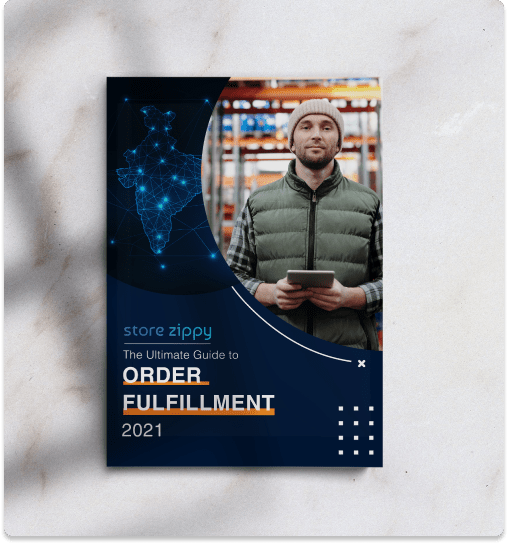 store zippy
The Ultimate Guide to
ORDER
FULFILLMENT
2021